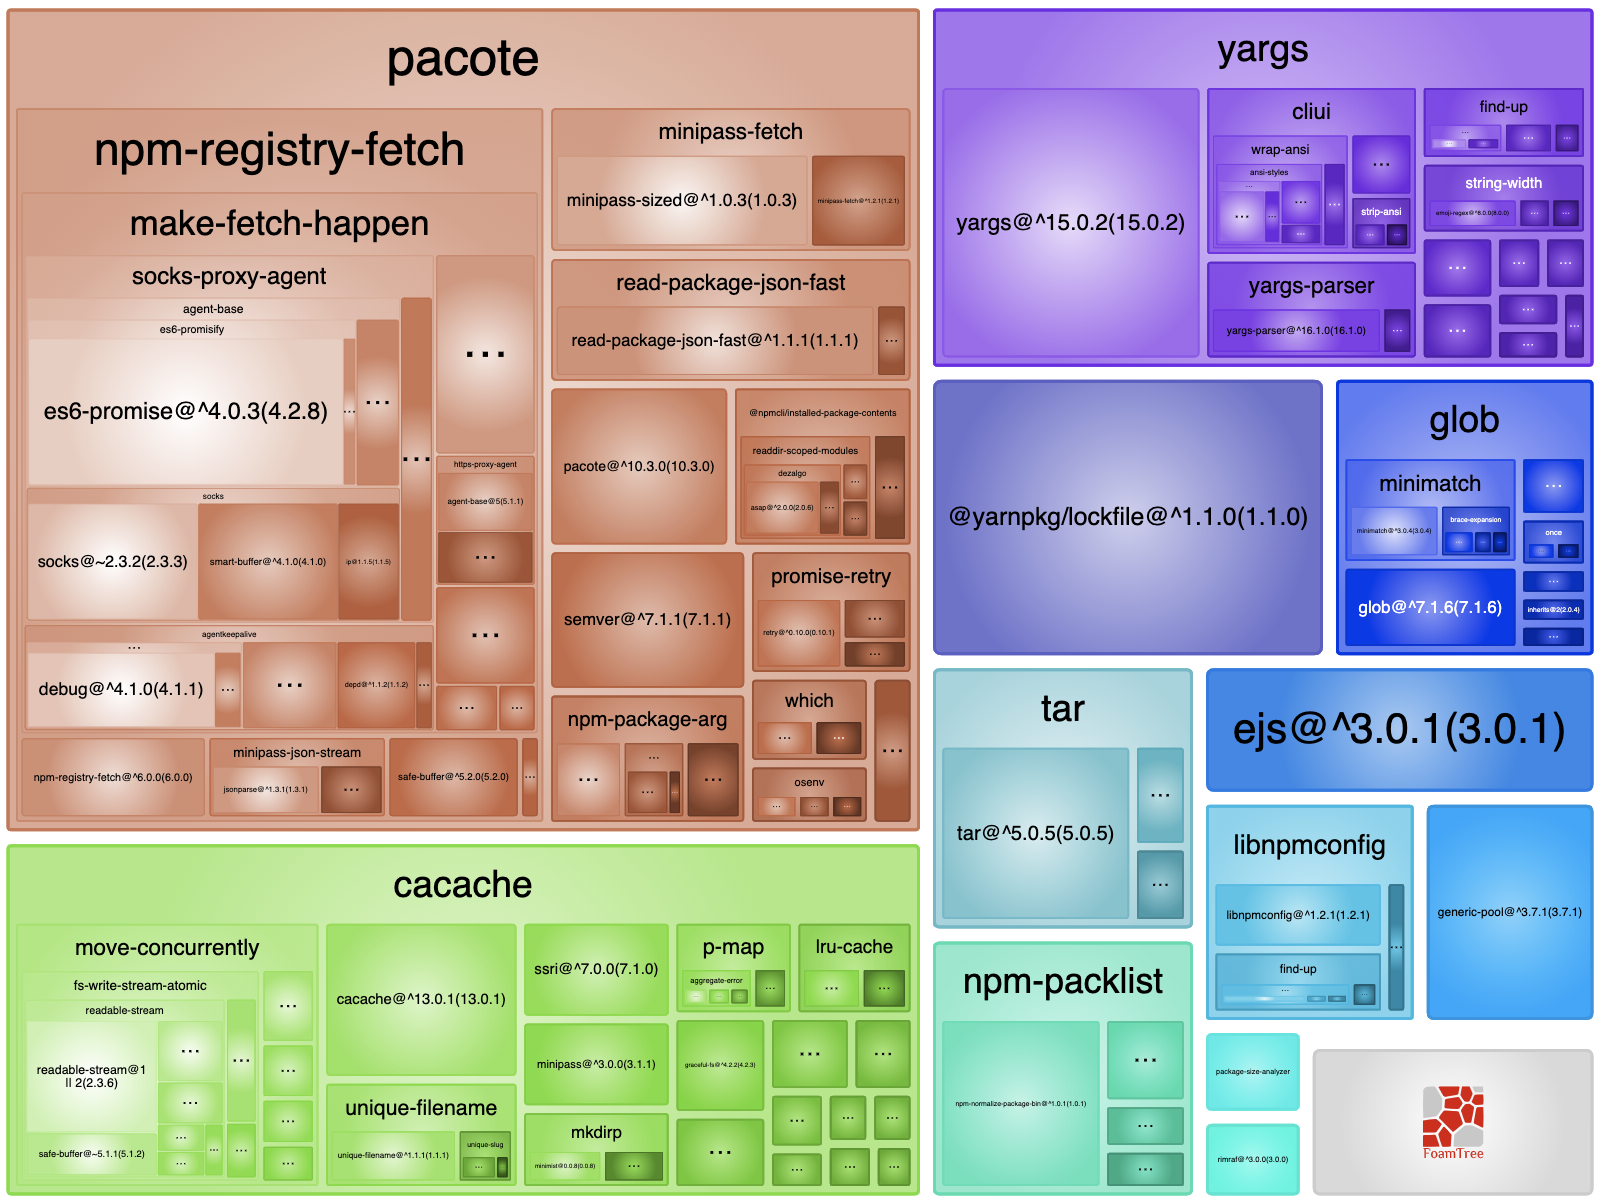 pacote
npm-registry-fetch
make-fetch-happen
socks-proxy-agent
agent-base
es6-promisify
es6-promise@^4.0.3(4.2.8)
...
...
...
...
socks
socks@~2.3.2(2.3.3)
smart-buffer@^4.1.0(4.1.0)
ip@1.1.5(1.1.5)
https-proxy-agent
agent-base@5(5.1.1)
...
...
agentkeepalive
...
debug@^4.1.0(4.1.1)
...
...
depd@^1.1.2(1.1.2)
...
...
...
npm-registry-fetch@^6.0.0(6.0.0)
minipass-json-stream
jsonparse@^1.3.1(1.3.1)
...
safe-buffer@^5.2.0(5.2.0)
...
minipass-fetch
minipass-sized@^1.0.3(1.0.3)
minipass-fetch@^1.2.1(1.2.1)
read-package-json-fast
read-package-json-fast@^1.1.1(1.1.1)
...
pacote@^10.3.0(10.3.0)
@npmcli/installed-package-contents
readdir-scoped-modules
dezalgo
asap@^2.0.0(2.0.6)
...
...
...
...
semver@^7.1.1(7.1.1)
promise-retry
retry@^0.10.0(0.10.1)
...
...
npm-package-arg
...
...
...
...
...
which
...
...
osenv
...
...
...
...
cacache
move-concurrently
fs-write-stream-atomic
readable-stream
readable-stream@1
|| 2(2.3.6)
...
...
...
...
...
safe-buffer@~5.1.1(5.1.2)
...
...
...
...
...
...
cacache@^13.0.1(13.0.1)
unique-filename
unique-filename@^1.1.1(1.1.1)
unique-slug
...
ssri@^7.0.0(7.1.0)
minipass@^3.0.0(3.1.1)
mkdirp
minimist@0.0.8(0.0.8)
...
p-map
aggregate-error
...
...
...
...
lru-cache
...
...
graceful-fs@^4.2.2(4.2.3)
...
...
...
...
...
...
...
...
...
yargs
yargs@^15.0.2(15.0.2)
cliui
wrap-ansi
ansi-styles
...
...
...
...
...
...
...
strip-ansi
...
...
yargs-parser
yargs-parser@^16.1.0(16.1.0)
...
find-up
...
...
...
string-width
emoji-regex@^8.0.0(8.0.0)
...
...
...
...
...
...
...
...
...
@yarnpkg/lockfile@^1.1.0(1.1.0)
glob
minimatch
minimatch@^3.0.4(3.0.4)
brace-expansion
...
...
...
glob@^7.1.6(7.1.6)
...
once
...
...
...
inherits@2(2.0.4)
...
tar
tar@^5.0.5(5.0.5)
...
...
ejs@^3.0.1(3.0.1)
npm-packlist
npm-normalize-package-bin@^1.0.1(1.0.1)
...
...
...
libnpmconfig
libnpmconfig@^1.2.1(1.2.1)
find-up
...
...
...
...
...
generic-pool@^3.7.1(3.7.1)
package-size-analyzer
rimraf@^3.0.0(3.0.0)
FoamTree